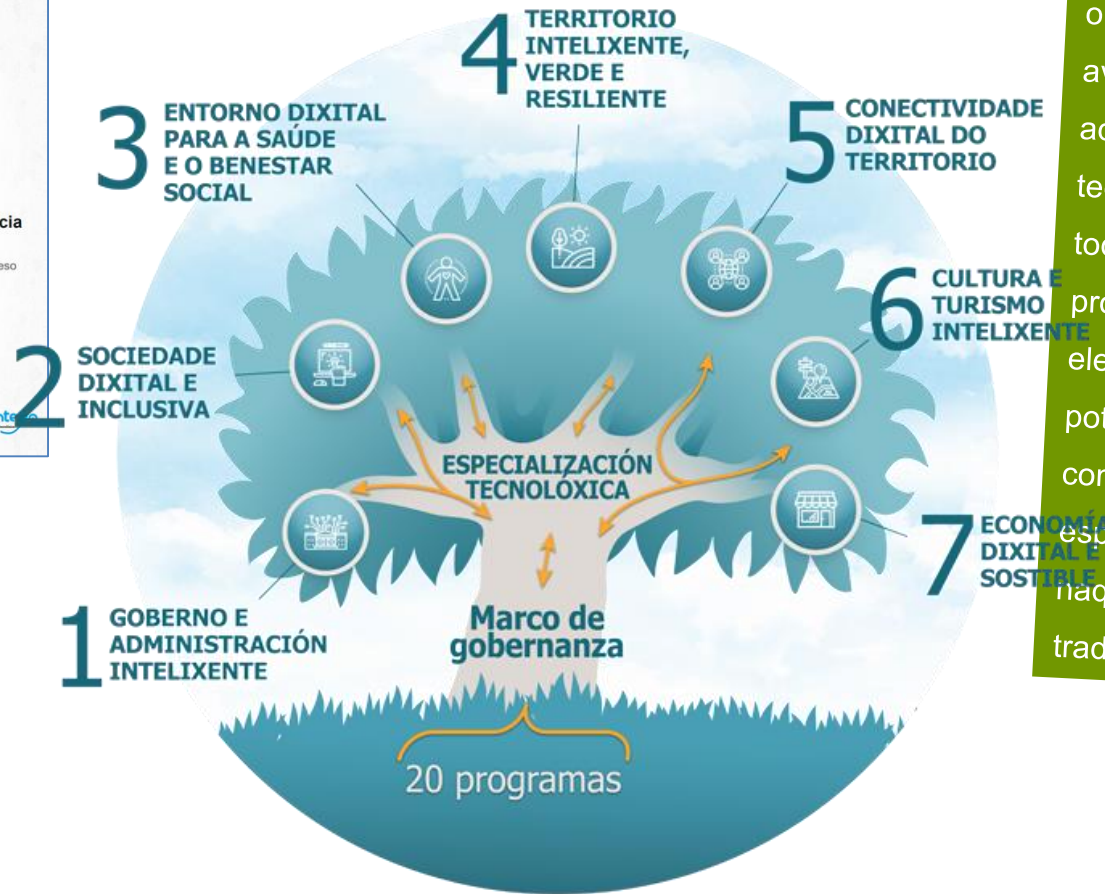 4
TERRITORIO
INTELIXENTE,
VERDE E
RESILIENTE
3
ENTORNO DIXITAL
PARA A SAÚDE
E O BENESTAR
SOCIAL
5
CONECTIVIDADE
DIXITAL DO
TERRITORIO
2
SOCIEDADE
DIXITAL E
INCLUSIVA
6
CULTURA E
TURISMO
INTELIXENTE
ESPECIALIZACIÓN
TECNOLÓXICA
7
ECONOMÍA
DIXITAL E
SOSTIBLE
1
GOBERNO E
ADMINISTRACIÓN
INTELIXENTE
Marco de
gobernanza
20 programas